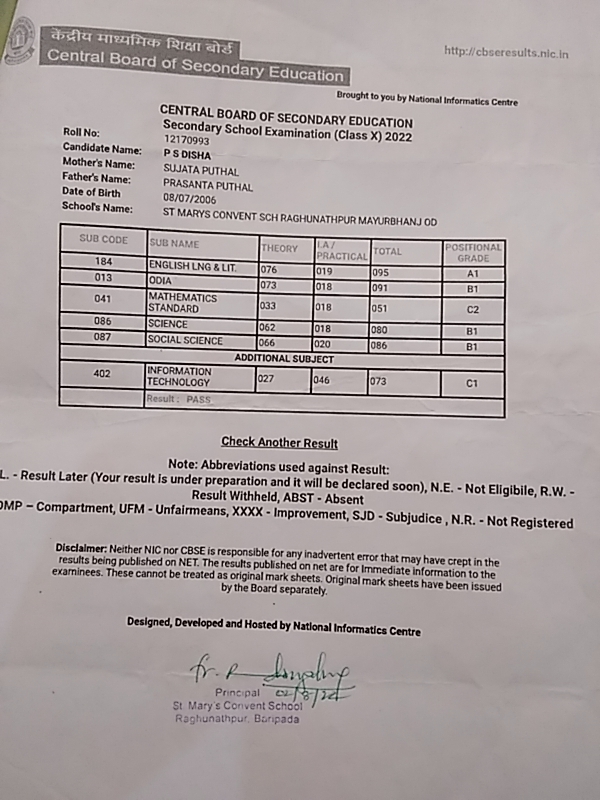 केंद्रीय माध्यमिक शिक्षा बोर्ड
Central Board of Secondary Education
http://cbseresults.nic.in
Brought to you by National Informatics Centre
CENTRAL BOARD OF SECONDARY EDUCATION
Secondary School Examination (Class X) 2022
Roll No: 12170993
Candidate Name: P S DISHA
Mother's Name: SUJATA PUTHAL
Father's Name: PRASANTA PUTHAL
Date of Birth 08/07/2006
School's Name: ST MARYS CONVENT SCH RAGHUNATHPUR MAYURBHANJ OD
SUB CODE SUB NAME THEORY I.A / PRACTICAL TOTAL POSITIONAL GRADE
184 ENGLISH LNG & LIT. 076 019 095 A1
013 ODIA 073 018 091 B1
041 MATHEMATICS STANDARD 033 018 051 C2
086 SCIENCE 062 018 080 B1
087 SOCIAL SCIENCE 066 020 086 B1
ADDITIONAL SUBJECT
402 INFORMATION TECHNOLOGY 027 046 073 C1
Result : PASS
Check Another Result
Note: Abbreviations used against Result:
L. - Result Later (Your result is under preparation and it will be declared soon), N.E. - Not Eligible, R.W. -
Result Withheld, ABST - Absent
OMP – Compartment, UFM - Unfairmeans, XXXX - Improvement, SJD - Subjudice , N.R. - Not Registered
Disclaimer: Neither NIC nor CBSE is responsible for any inadvertent error that may have crept in the
results being published on NET. The results published on net are for Immediate information to the
examinees. These cannot be treated as original mark sheets. Original mark sheets have been issued
by the Board separately.
Designed, Developed and Hosted by National Informatics Centre
Fr. R
Principal
St. Mary's Convent School
Raghunathpur, Baripada